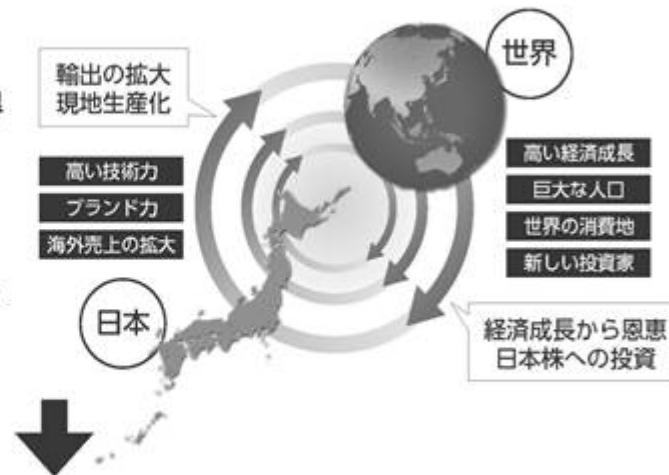 世界
輸出の拡大
現地生産化
高い技術力
ブランド力
海外売上の拡大
高い経済成長
巨大な人口
世界の消費地
新しい投資家
日本
経済成長から恩恵
日本株への投資